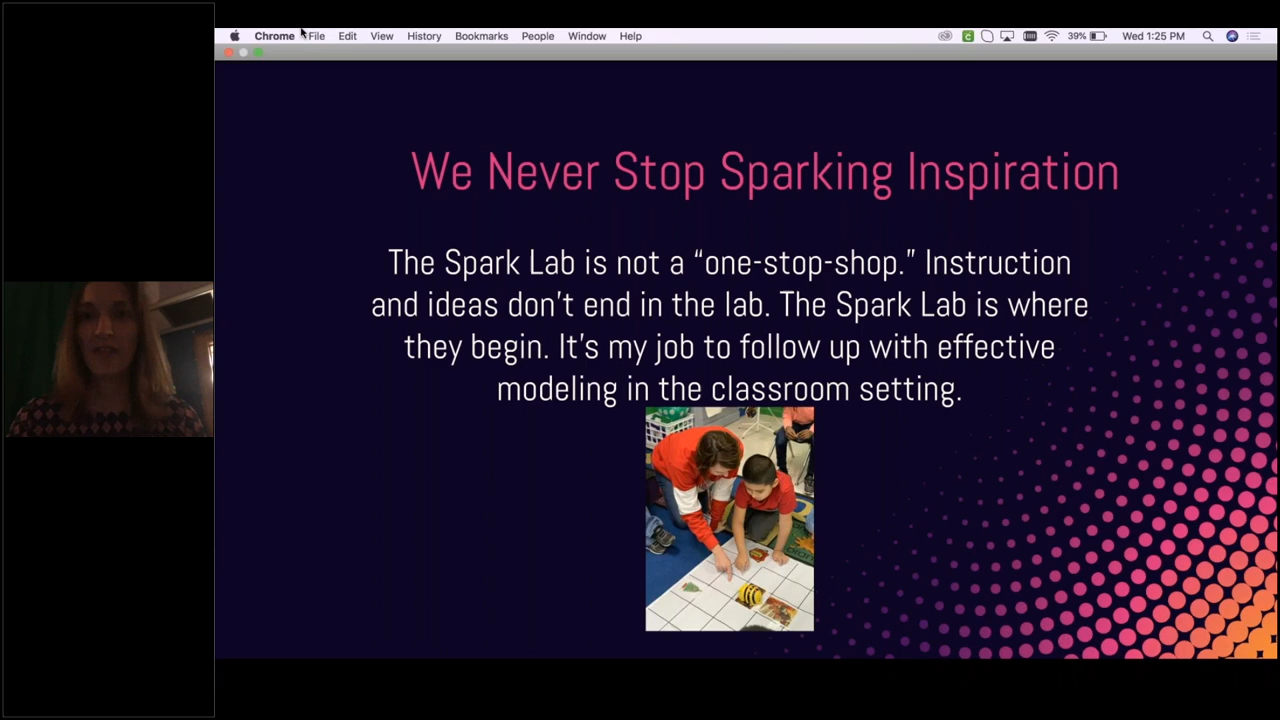 Chrome File Edit View History Bookmarks People Window Help 39% Wed 1:25 PM
We Never Stop Sparking Inspiration
The Spark Lab is not a “one-stop-shop.” Instruction
and ideas don't end in the lab. The Spark Lab is where
they begin. It's my job to follow up with effective
modeling in the classroom setting.